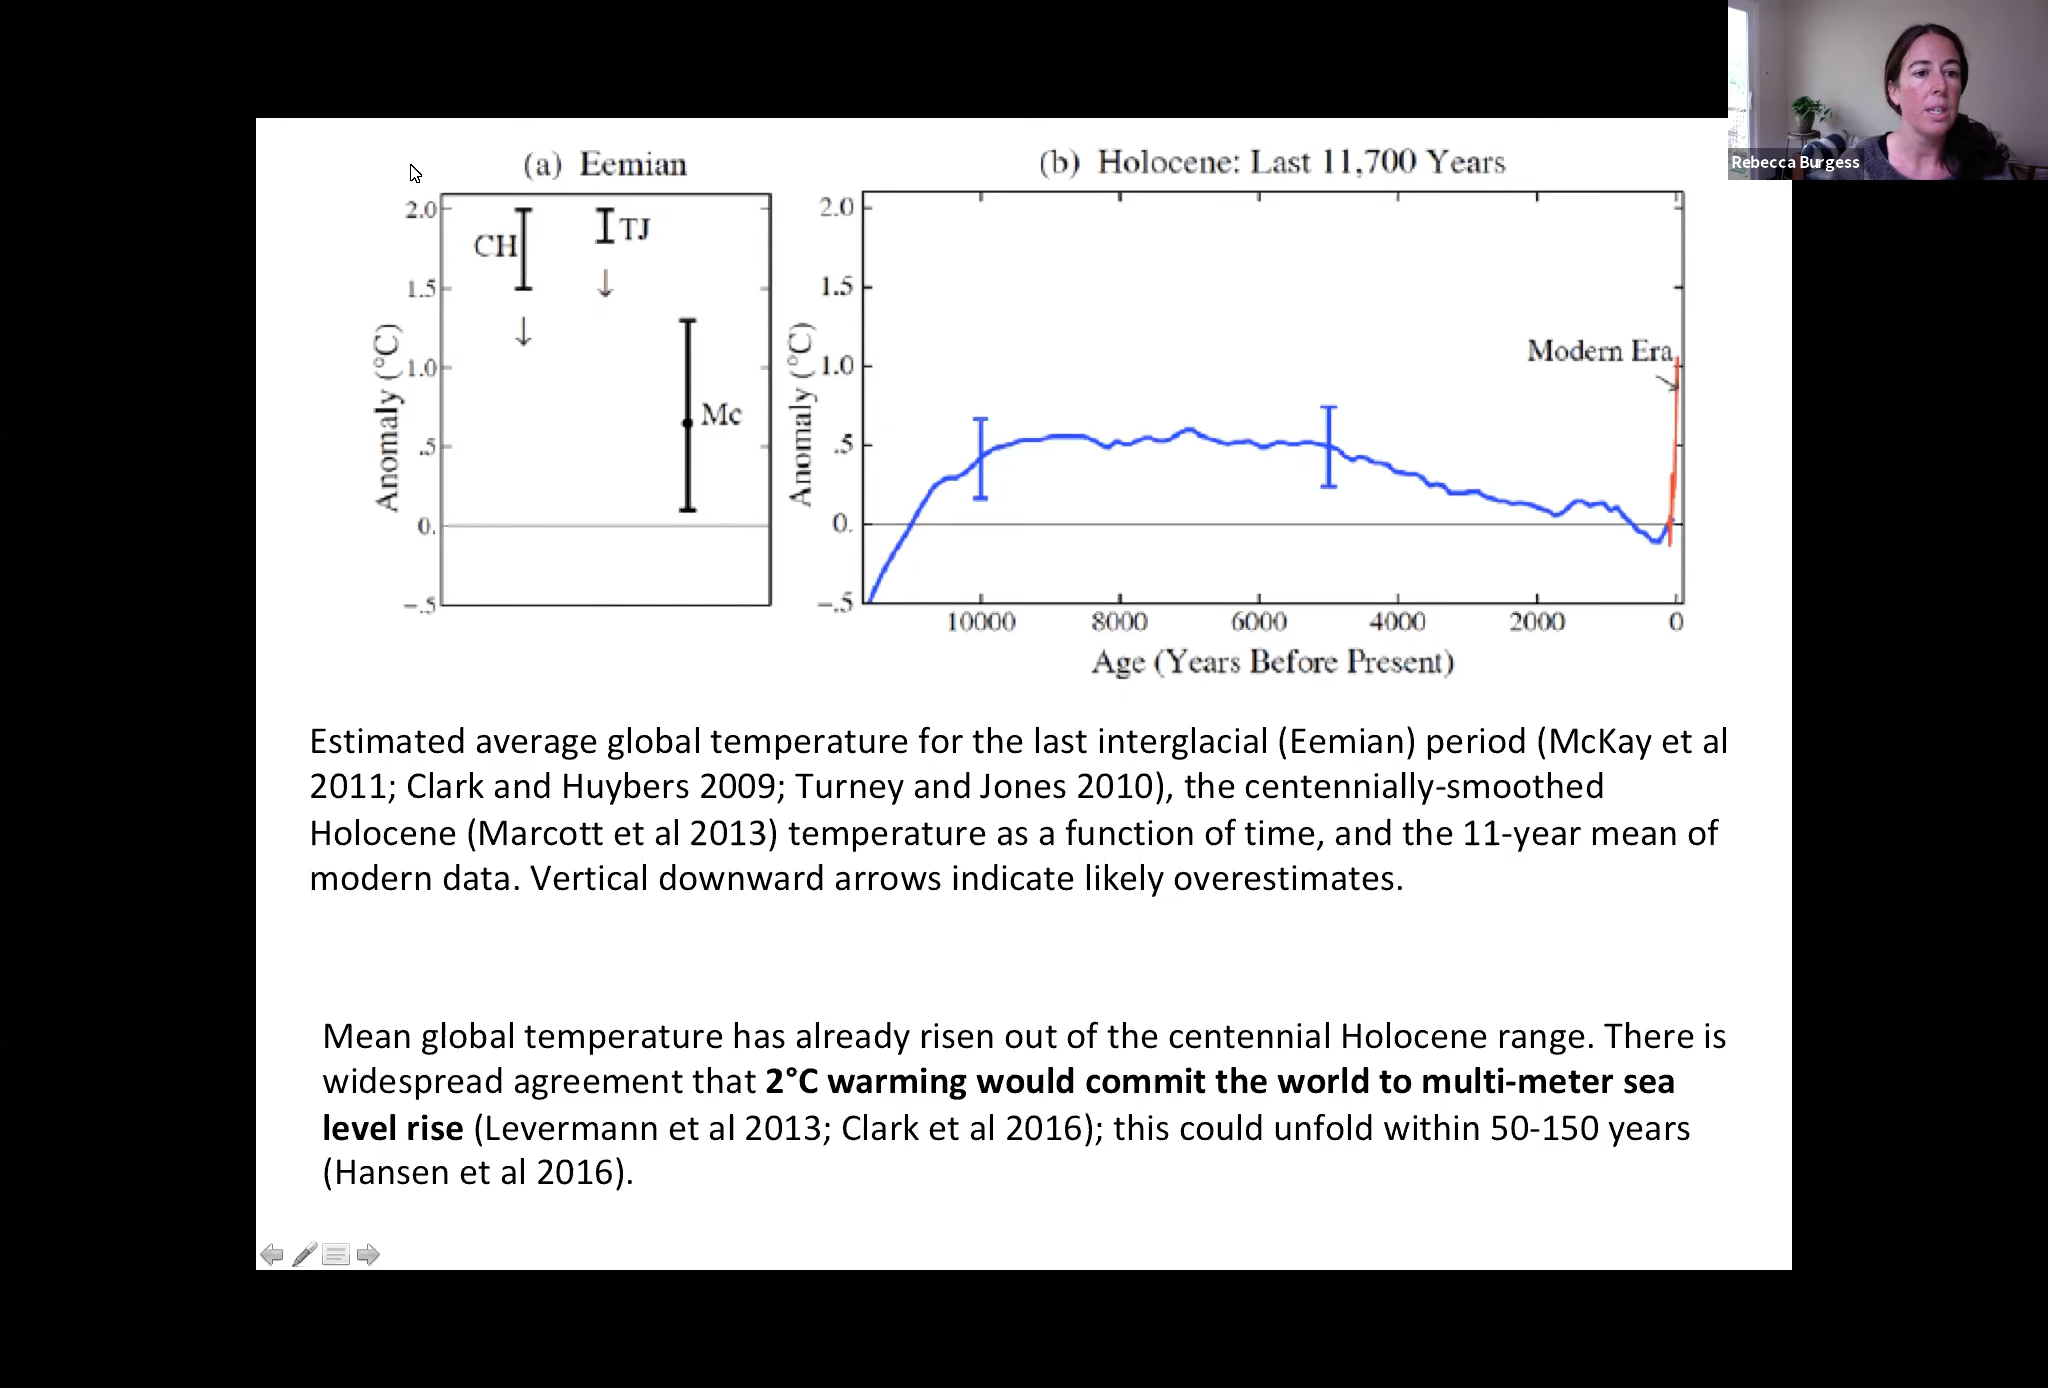 Rebecca Burgess
(a) Eemian
2.0
1.5
1.0
.5
0.
-.5
Anomaly (°C)
CH
TJ
Mc
(b) Holocene: Last 11,700 Years
2.0
1.5
1.0
.5
0.
-.5
Anomaly (°C)
Modern Era
10000 8000 6000 4000 2000 0
Age (Years Before Present)
Estimated average global temperature for the last interglacial (Eemian) period (McKay et al
2011; Clark and Huybers 2009; Turney and Jones 2010), the centennially-smoothed
Holocene (Marcott et al 2013) temperature as a function of time, and the 11-year mean of
modern data. Vertical downward arrows indicate likely overestimates.
Mean global temperature has already risen out of the centennial Holocene range. There is
widespread agreement that 2°C warming would commit the world to multi-meter sea
level rise (Levermann et al 2013; Clark et al 2016); this could unfold within 50-150 years
(Hansen et al 2016).